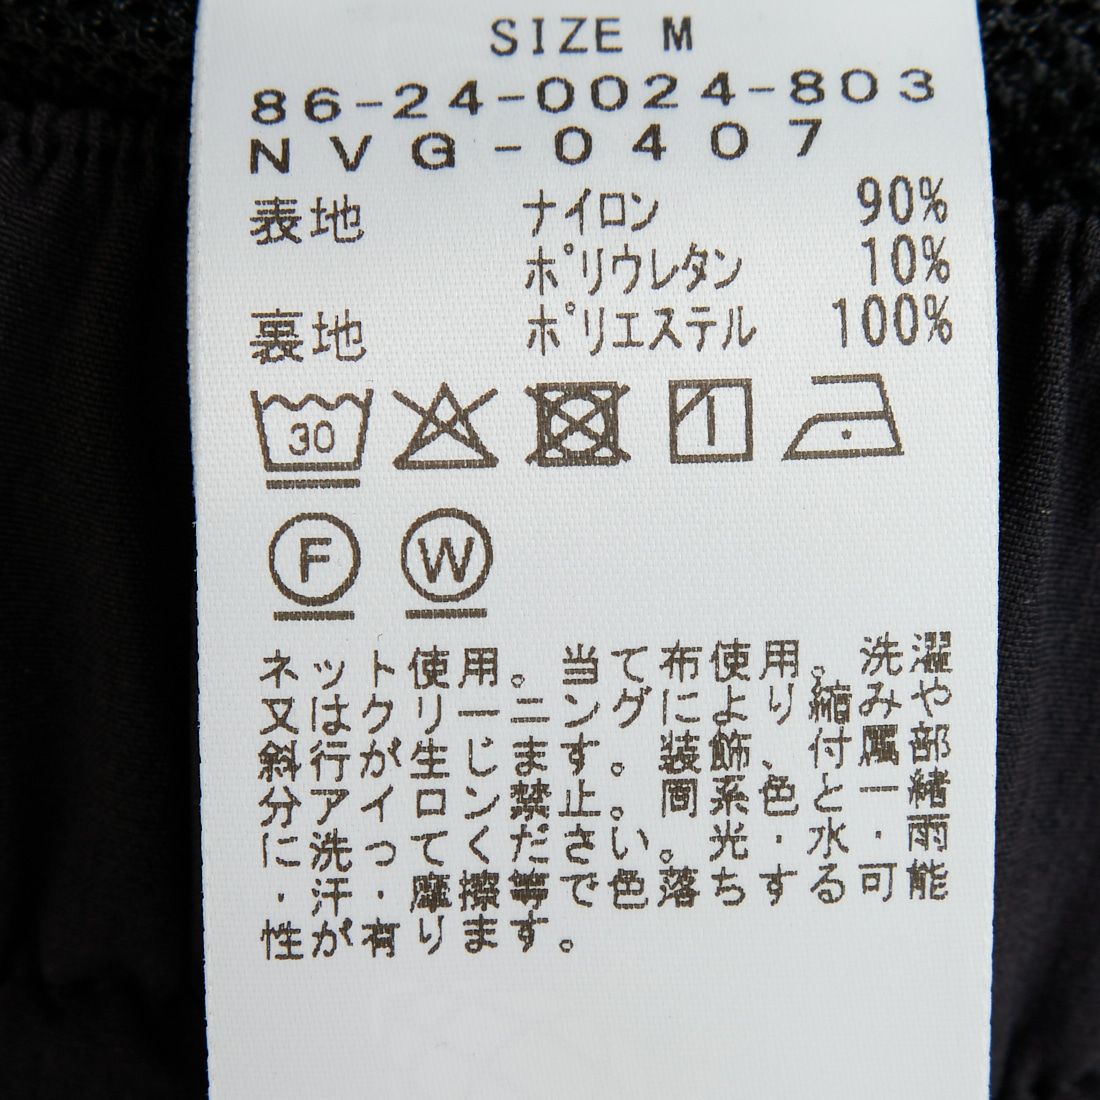 SIZE M
86-24-0024-803
NVG-0407
表地 ナイロン 90%
ポリウレタン 10%
裏地 ポリエステル 100%
30
F W
ネット使用。当て布使用。洗濯
又はクリーニングにより縮みや
斜行が生じます。装飾、付属部
分アイロン禁止。同系色と一緒
に洗ってください。光・水・雨
・汗・摩擦等で色落ちする可能
性が有ります。